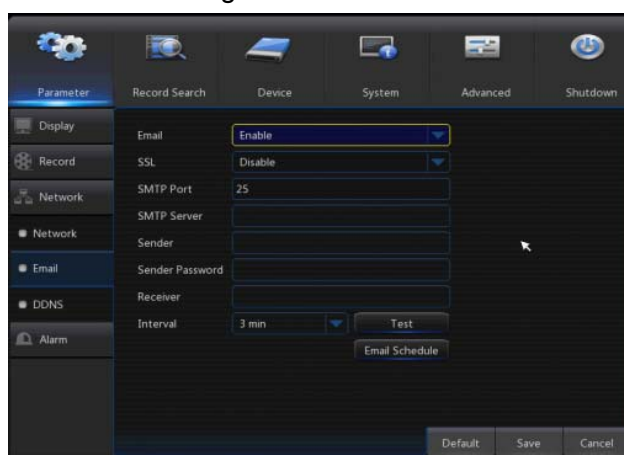 Parameter Record Search Device System Advanced Shutdown
Display
Record
Network
Network
Email
DDNS
Alarm
Email Enable
SSL Disable
SMTP Port 25
SMTP Server
Sender
Sender Password
Receiver
Interval 3 min Test
Email Schedule
Default Save Cancel